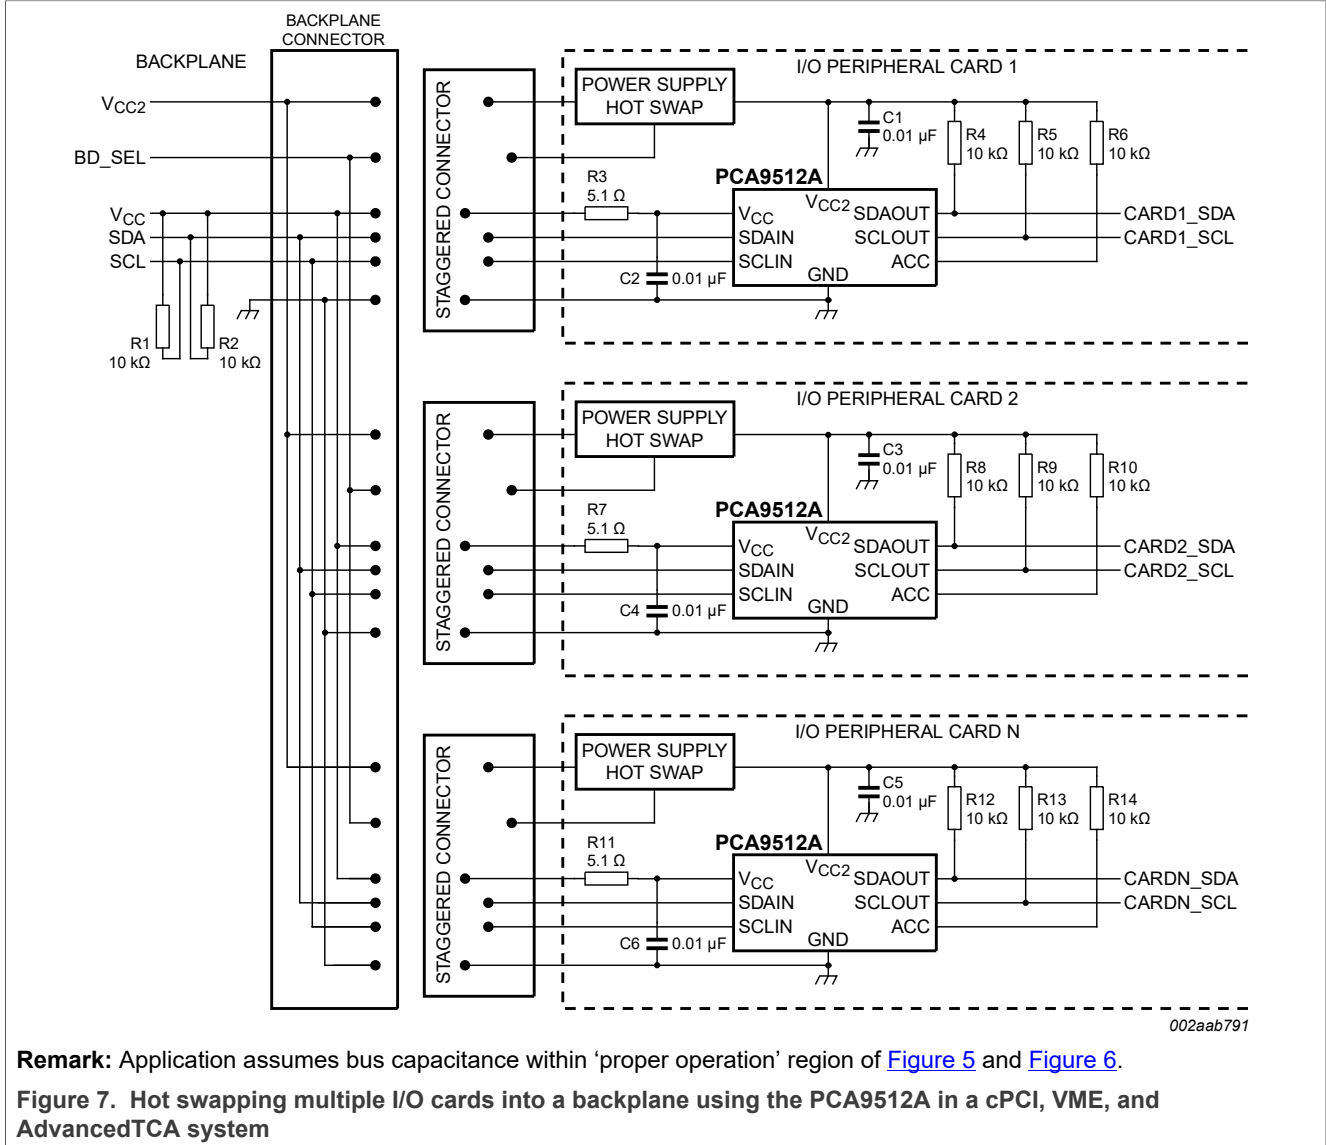 BACKPLANE
CONNECTOR
BACKPLANE
VCC2
BD_SEL
VCC
SDA
SCL
R1
10 kΩ
R2
10 kΩ
STAGGERED CONNECTOR
I/O PERIPHERAL CARD 1
POWER SUPPLY
HOT SWAP
C1
0.01 µF
R4
10 kΩ
R5
10 kΩ
R6
10 kΩ
R3
5.1 Ω
PCA9512A
VCC
VCC2
SDAOUT
SDAIN
SCLOUT
SCLIN
ACC
GND
C2
0.01 µF
CARD1_SDA
CARD1_SCL
STAGGERED CONNECTOR
I/O PERIPHERAL CARD 2
POWER SUPPLY
HOT SWAP
C3
0.01 µF
R8
10 kΩ
R9
10 kΩ
R10
10 kΩ
R7
5.1 Ω
PCA9512A
VCC
VCC2
SDAOUT
SDAIN
SCLOUT
SCLIN
ACC
GND
C4
0.01 µF
CARD2_SDA
CARD2_SCL
STAGGERED CONNECTOR
I/O PERIPHERAL CARD N
POWER SUPPLY
HOT SWAP
C5
0.01 µF
R12
10 kΩ
R13
10 kΩ
R14
10 kΩ
R11
5.1 Ω
PCA9512A
VCC
VCC2
SDAOUT
SDAIN
SCLOUT
SCLIN
ACC
GND
C6
0.01 µF
CARDN_SDA
CARDN_SCL
002aab791
Remark: Application assumes bus capacitance within ‘proper operation’ region of Figure 5 and Figure 6.
Figure 7. Hot swapping multiple I/O cards into a backplane using the PCA9512A in a cPCI, VME, and
AdvancedTCA system